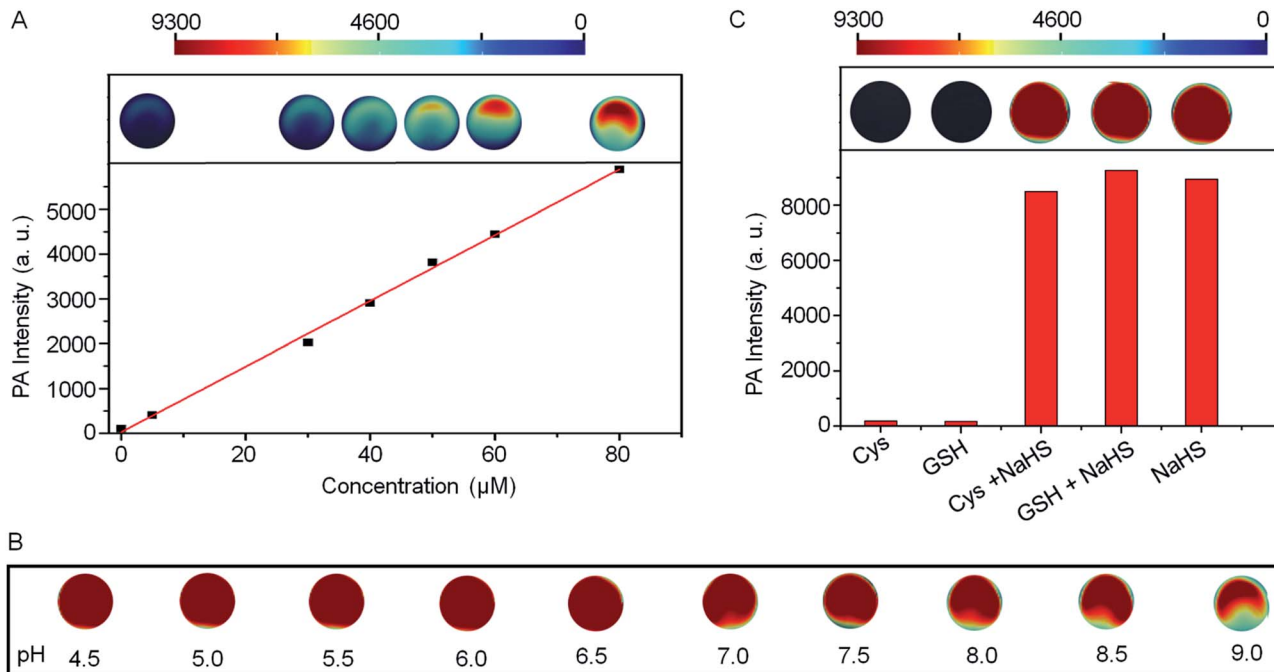 A
9300 4600 0
PA Intensity (a. u.)
5000
4000
3000
2000
1000
0
0 20 40 60 80
Concentration (µM)
C
9300 4600 0
PA Intensity (a. u.)
8000
6000
4000
2000
0
Cys
GSH
Cys +NaHS
GSH + NaHS
NaHS
B
pH 4.5 5.0 5.5 6.0 6.5 7.0 7.5 8.0 8.5 9.0